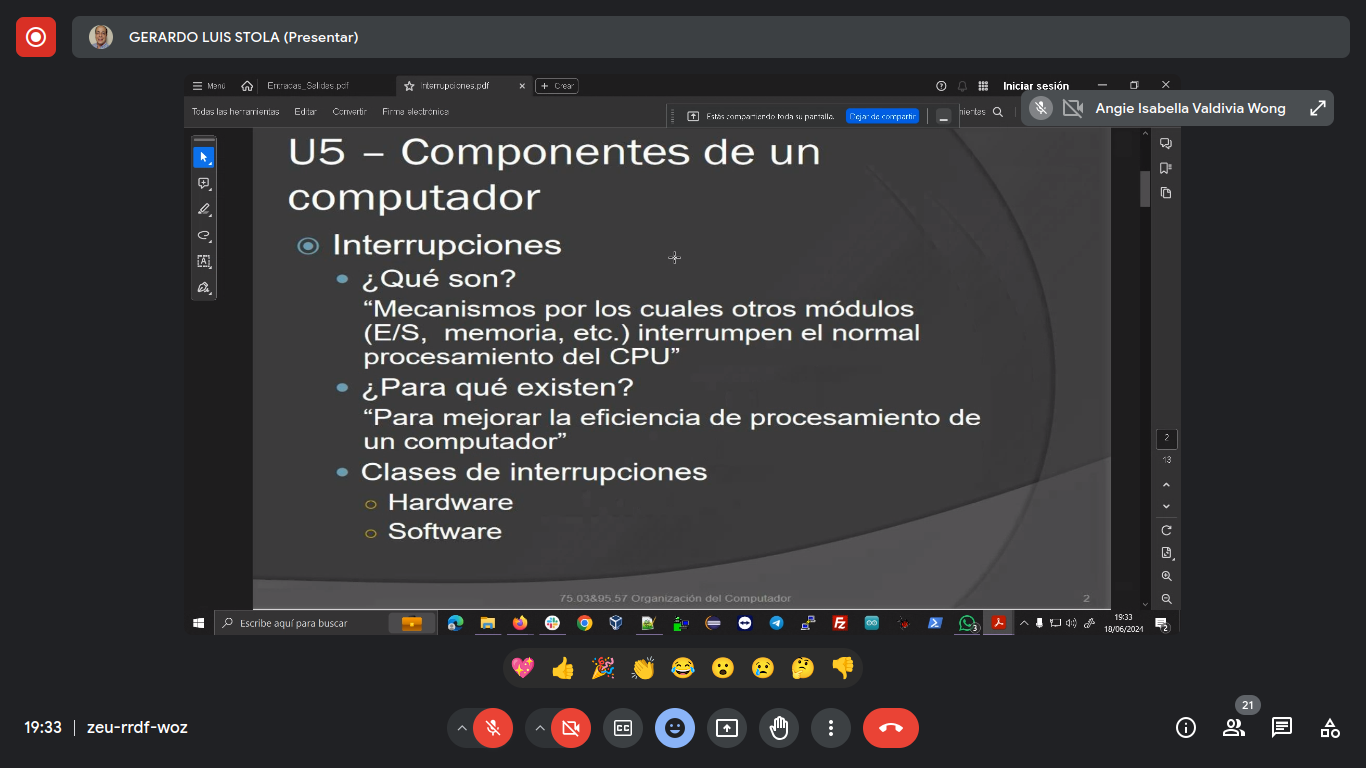 GERARDO LUIS STOLA (Presentar)
Menú
Entradas_Salidas.pdf
Interrupciones.pdf
Crear
Iniciar sesión
Todas las herramientas
Editar
Convertir
Firma electrónica
Estás compartiendo toda su pantalla.
Dejar de compartir
Angie Isabella Valdivia Wong
U5 – Componentes de un
computador
Interrupciones
¿Qué son?
“Mecanismos por los cuales otros módulos
(E/S, memoria, etc.) interrumpen el normal
procesamiento del CPU”
¿Para qué existen?
“Para mejorar la eficiencia de procesamiento de
un computador”
Clases de interrupciones
Hardware
Software
75.03&95.57 Organización del Computador
2
2
13
Escribe aquí para buscar
3
19:33
18/06/2024
2
19:33
zeu-rrdf-woz
CC
21